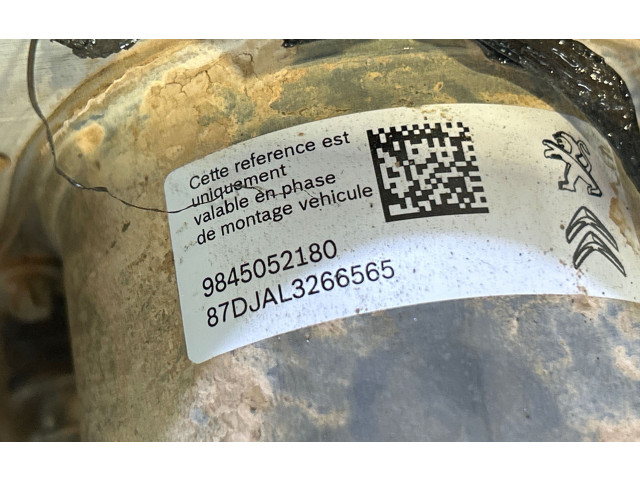 Cette reference est
uniquement
valable en phase
de montage vehicule
9845052180
87DJAL3266565